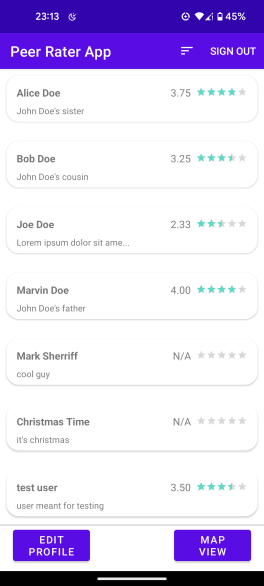 23:13 45%
Peer Rater App SIGN OUT
Alice Doe 3.75
John Doe's sister
Bob Doe 3.25
John Doe's cousin
Joe Doe 2.33
Lorem ipsum dolor sit ame...
Marvin Doe 4.00
John Doe's father
Mark Sherriff N/A
cool guy
Christmas Time N/A
it's christmas
test user 3.50
user meant for testing
EDIT
PROFILE
MAP
VIEW